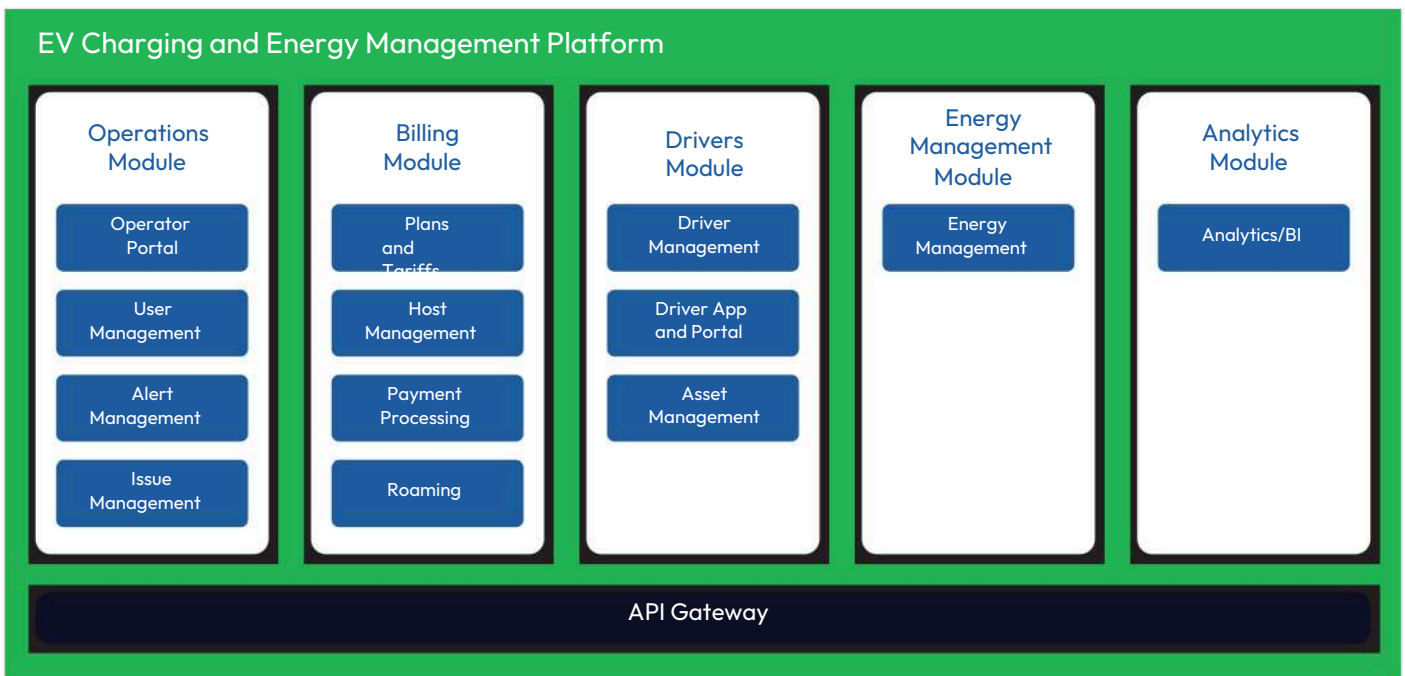 EV Charging and Energy Management Platform
Operations
Module
Operator
Portal
User
Management
Alert
Management
Issue
Management
Billing
Module
Plans
and
Tariffs
Host
Management
Payment
Processing
Roaming
Drivers
Module
Driver
Management
Driver App
and Portal
Asset
Management
Energy
Management
Module
Energy
Management
Analytics
Module
Analytics/BI
API Gateway